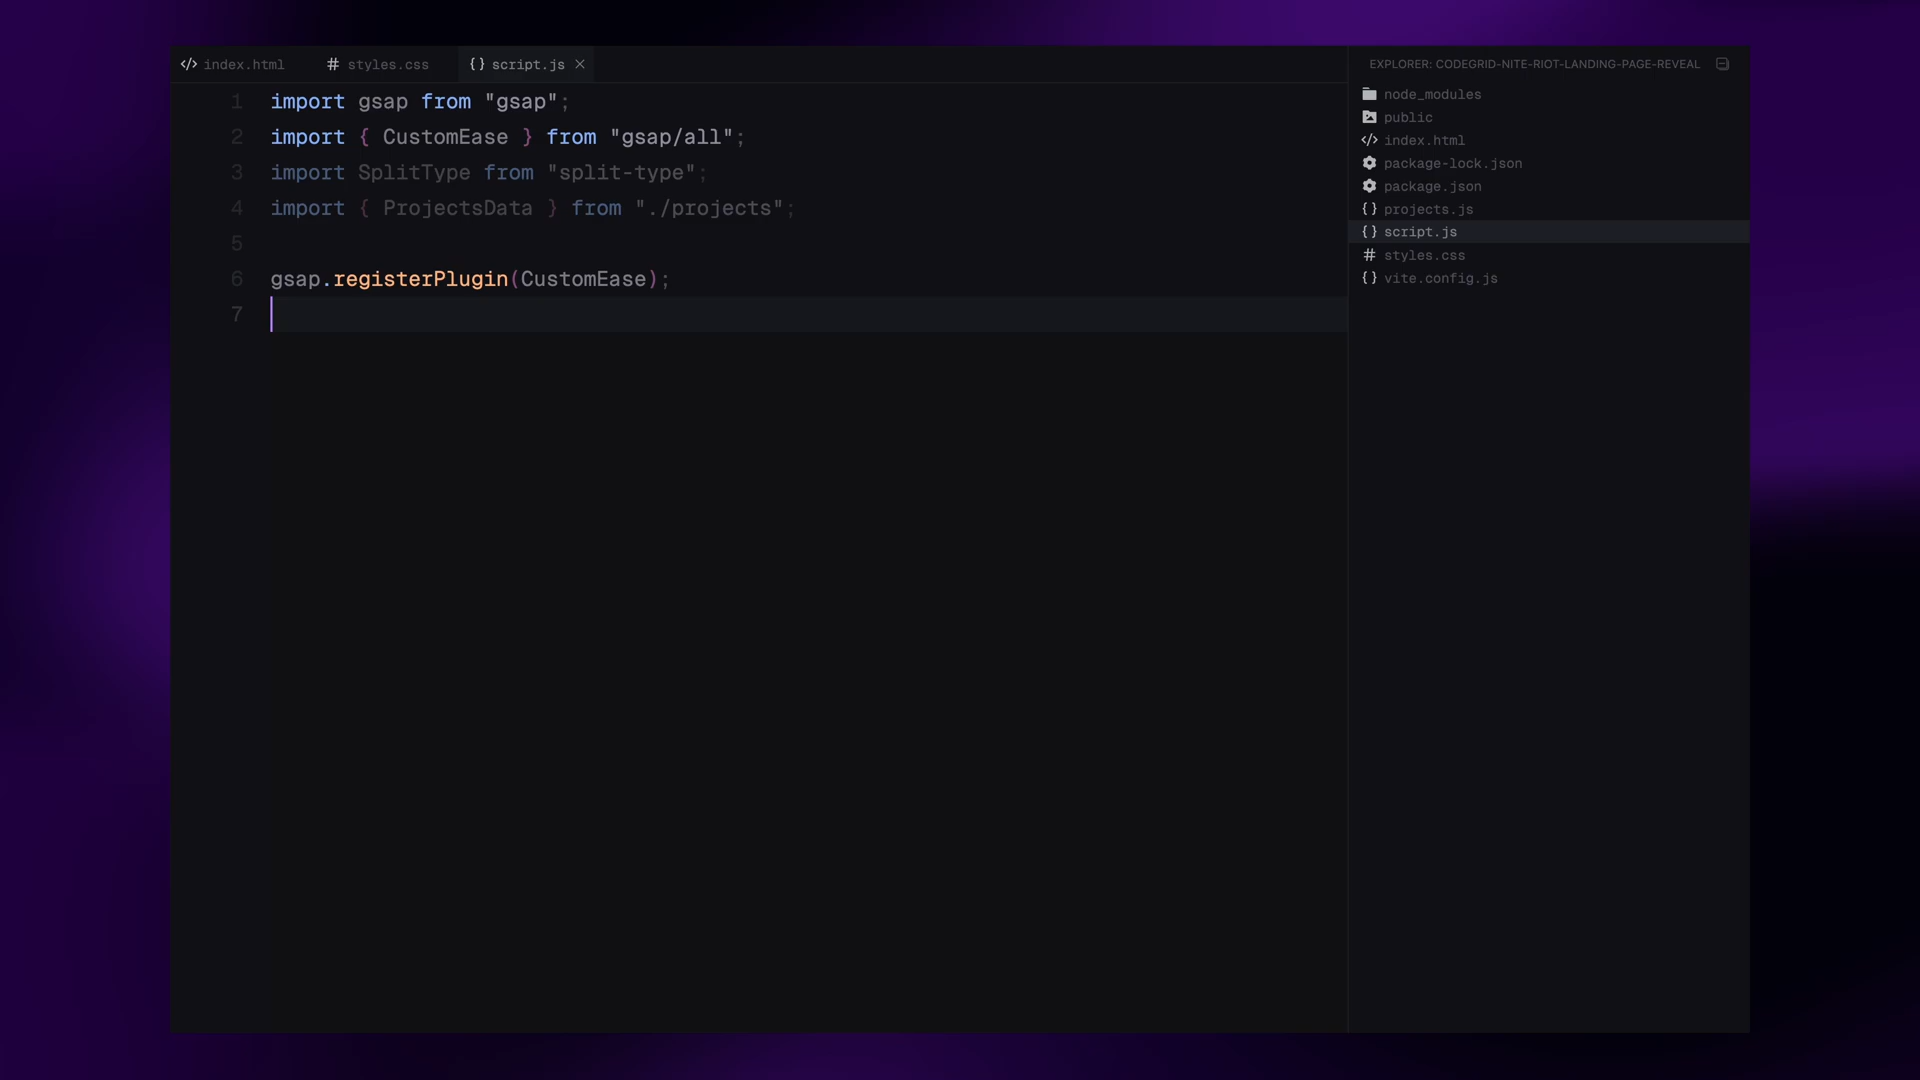 index.html
styles.css
script.js
1 import gsap from "gsap";
2 import { CustomEase } from "gsap/all";
3 import SplitType from "split-type";
4 import { ProjectsData } from "./projects";
5
6 gsap.registerPlugin(CustomEase);
7
EXPLORER: CODEGRID-NITE-RIOT-LANDING-PAGE-REVEAL
node_modules
public
index.html
package-lock.json
package.json
projects.js
script.js
styles.css
vite.config.js